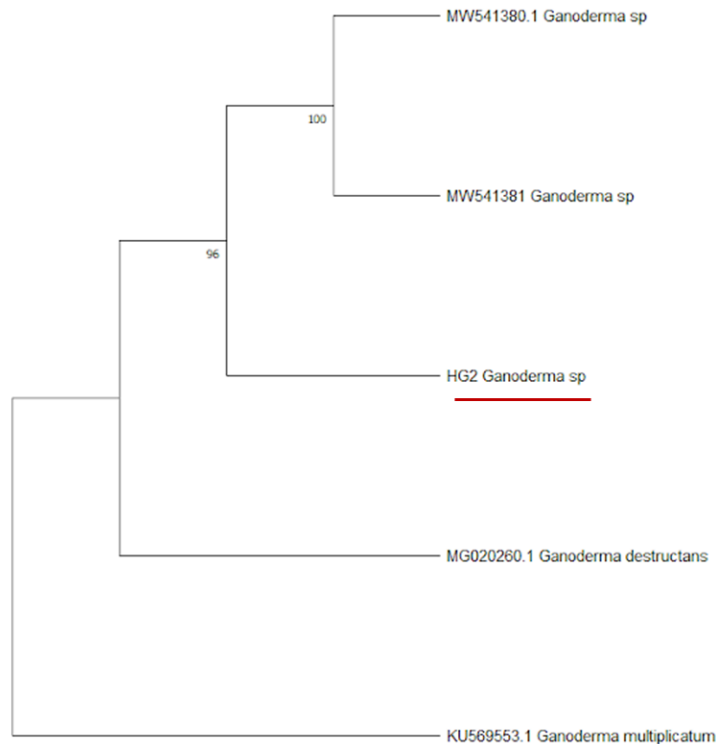 MW541380.1 Ganoderma sp
100
MW541381 Ganoderma sp
96
HG2 Ganoderma sp
MG020260.1 Ganoderma destructans
KU569553.1 Ganoderma multiplicatum